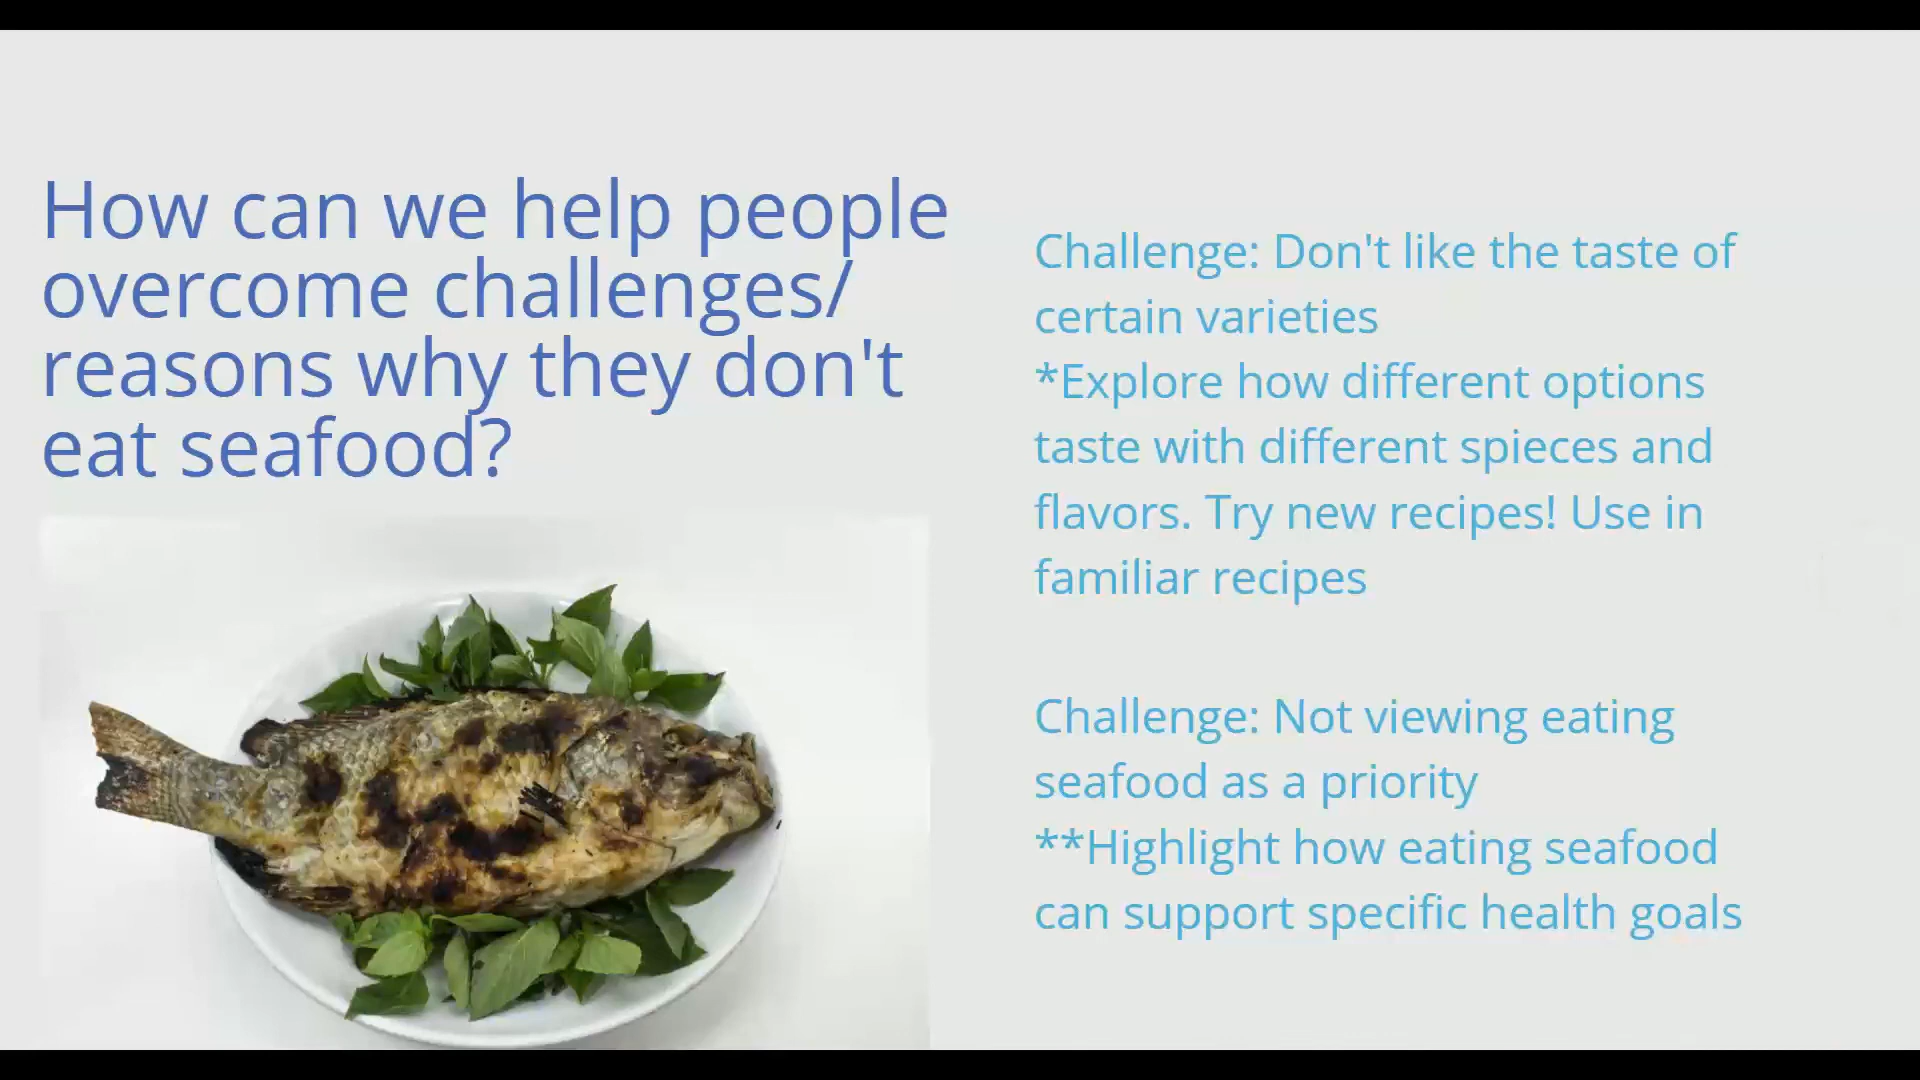 How can we help people
overcome challenges/
reasons why they don't
eat seafood?
Challenge: Don't like the taste of
certain varieties
*Explore how different options
taste with different spieces and
flavors. Try new recipes! Use in
familiar recipes
Challenge: Not viewing eating
seafood as a priority
**Highlight how eating seafood
can support specific health goals